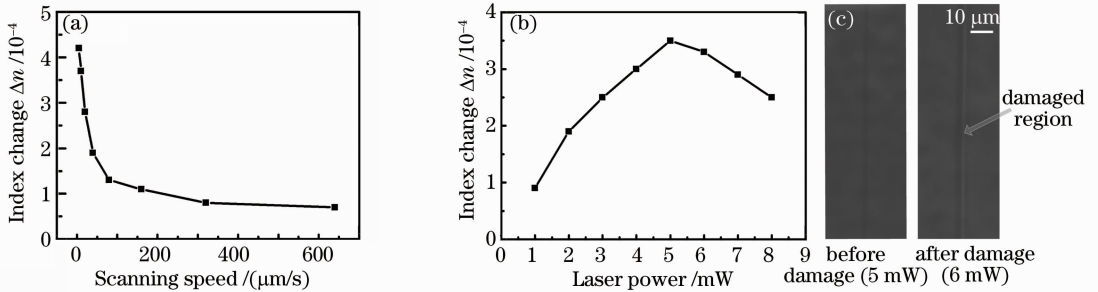 (a)
5
4
3
2
1
0
Index change Δn /10⁻⁴
0 200 400 600
Scanning speed /(μm/s)
(b)
4
3
2
1
0
Index change Δn /10⁻⁴
0 1 2 3 4 5 6 7 8 9
Laser power /mW
(c)
10 μm
damaged
region
before
damage (5 mW)
after damage
(6 mW)